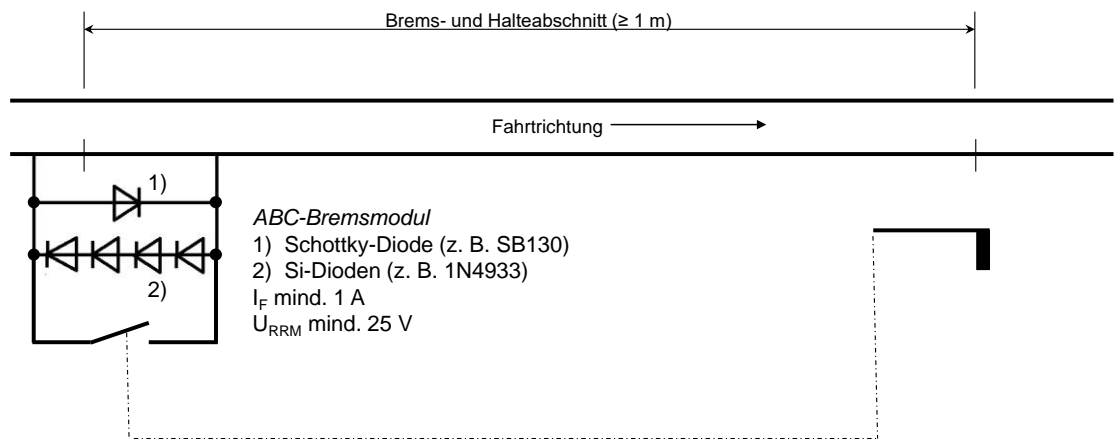 Brems- und Halteabschnitt (≥ 1 m)
Fahrtrichtung
1)
ABC-Bremsmodul
1) Schottky-Diode (z. B. SB130)
2) Si-Dioden (z. B. 1N4933)
2)
I_F mind. 1 A
U_RRM mind. 25 V